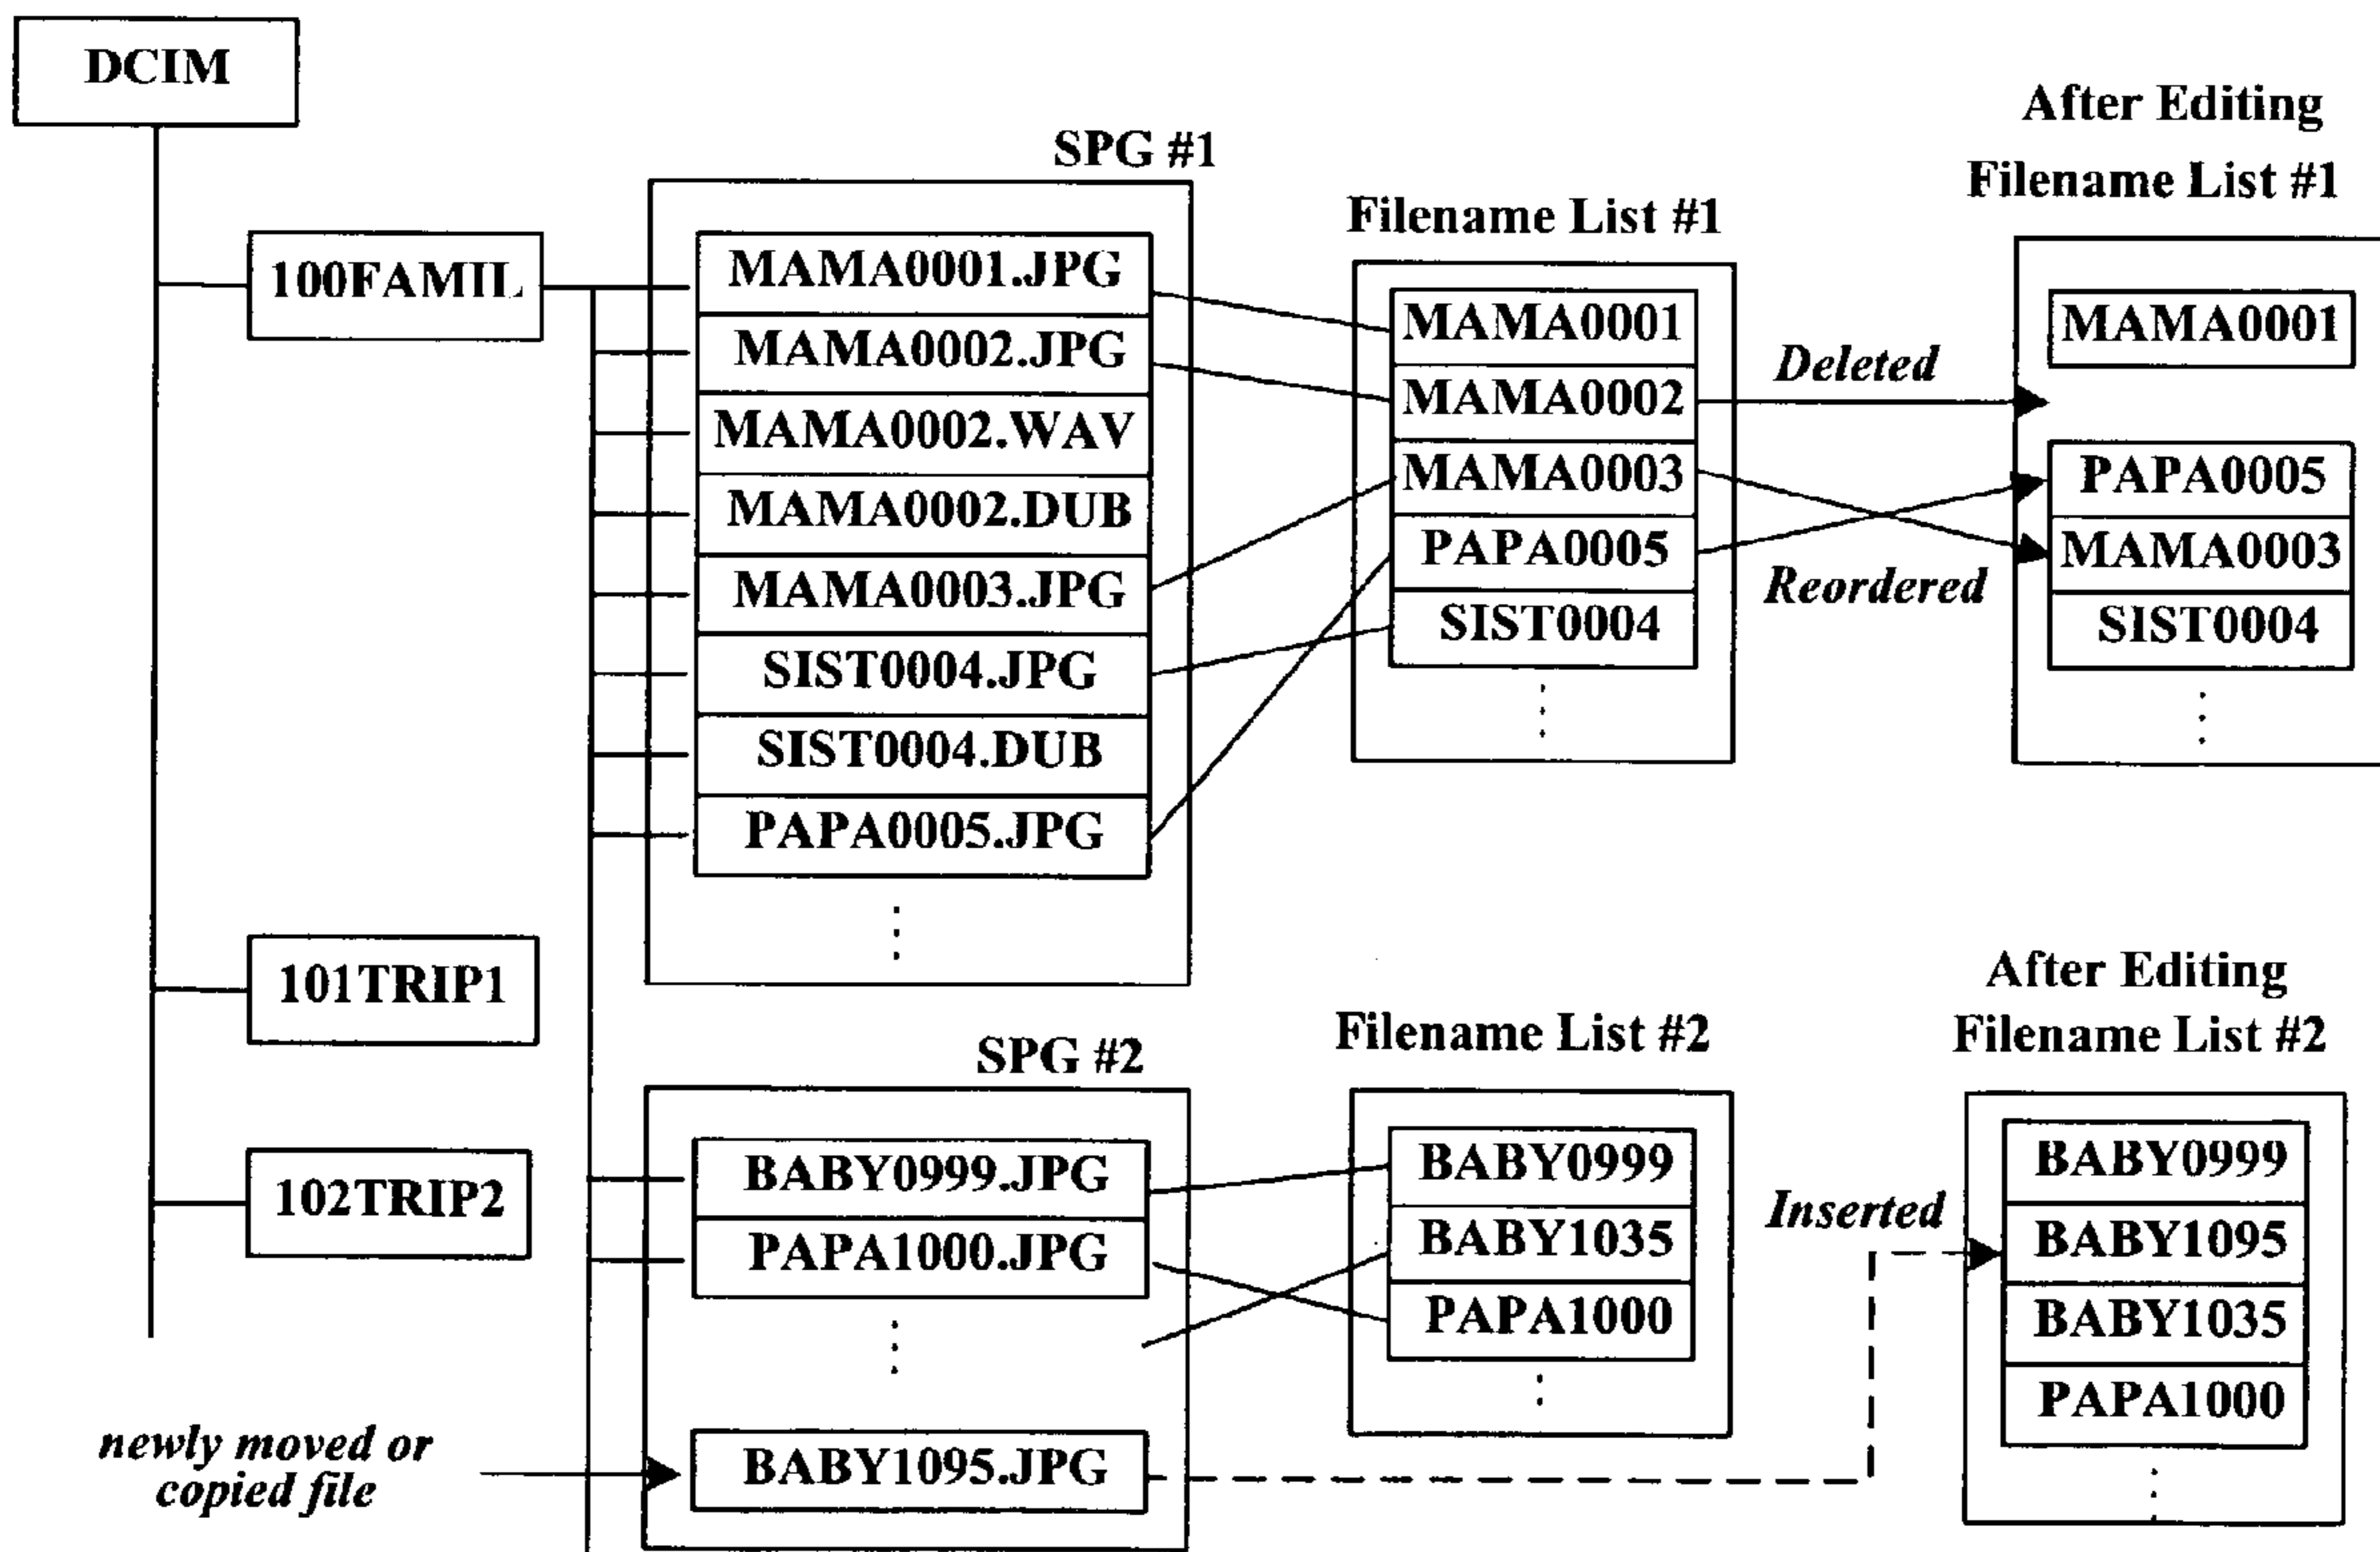 DCIM
100FAMIL
101TRIP1
102TRIP2
newly moved or
copied file
SPG #1
MAMA0001.JPG
MAMA0002.JPG
MAMA0002.WAV
MAMA0002.DUB
MAMA0003.JPG
SIST0004.JPG
SIST0004.DUB
PAPA0005.JPG
Filename List #1
MAMA0001
MAMA0002
MAMA0003
PAPA0005
SIST0004
Deleted
Reordered
After Editing
Filename List #1
MAMA0001
PAPA0005
MAMA0003
SIST0004
SPG #2
BABY0999.JPG
PAPA1000.JPG
BABY1095.JPG
Filename List #2
BABY0999
BABY1035
PAPA1000
Inserted
After Editing
Filename List #2
BABY0999
BABY1095
BABY1035
PAPA1000